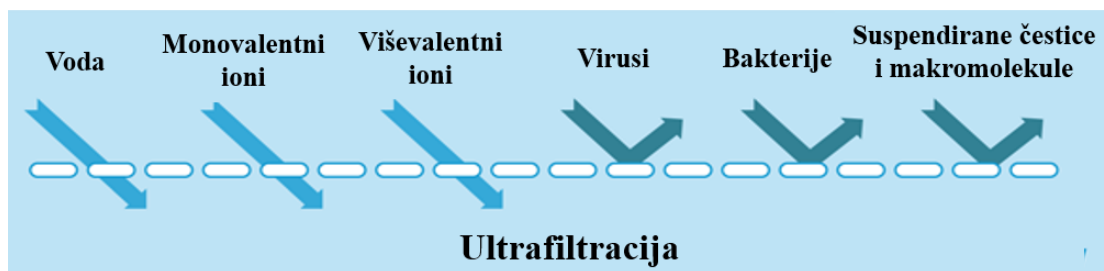 Voda
Monovalentni
ioni
Viševalentni
ioni
Virusi
Bakterije
Suspendirane čestice
i makromolekule
Ultrafiltracija